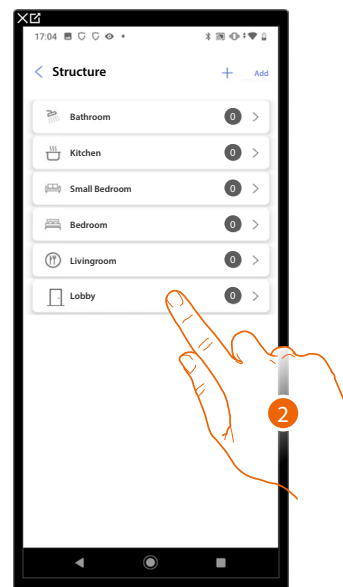 17:04
Structure
+ Add
Bathroom 0
Kitchen 0
Small Bedroom 0
Bedroom 0
Livingroom 0
Lobby 0
2